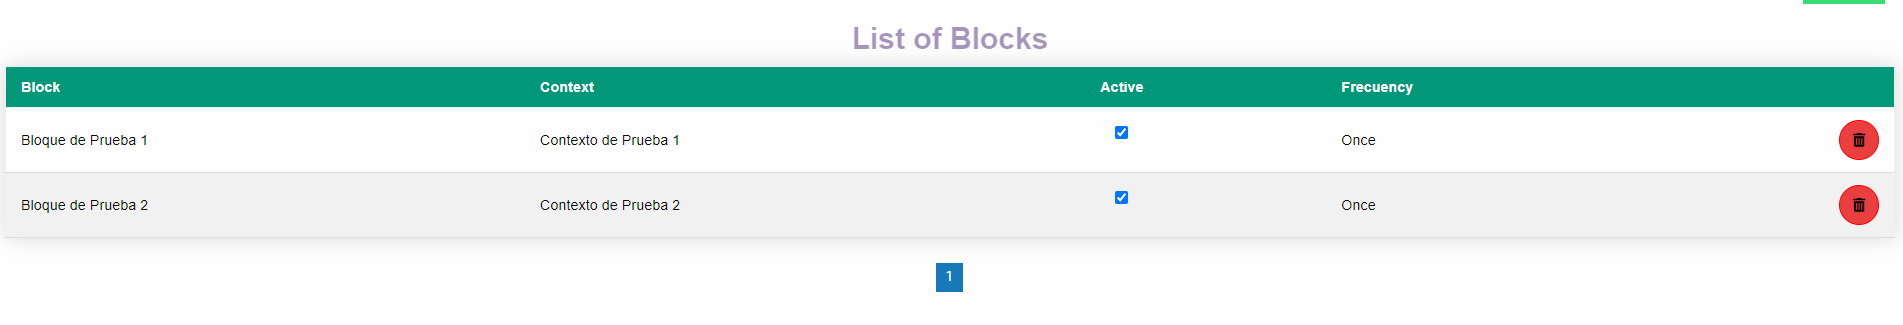 List of Blocks
Block Context Active Frecuency
Bloque de Prueba 1 Contexto de Prueba 1 Once
Bloque de Prueba 2 Contexto de Prueba 2 Once
1